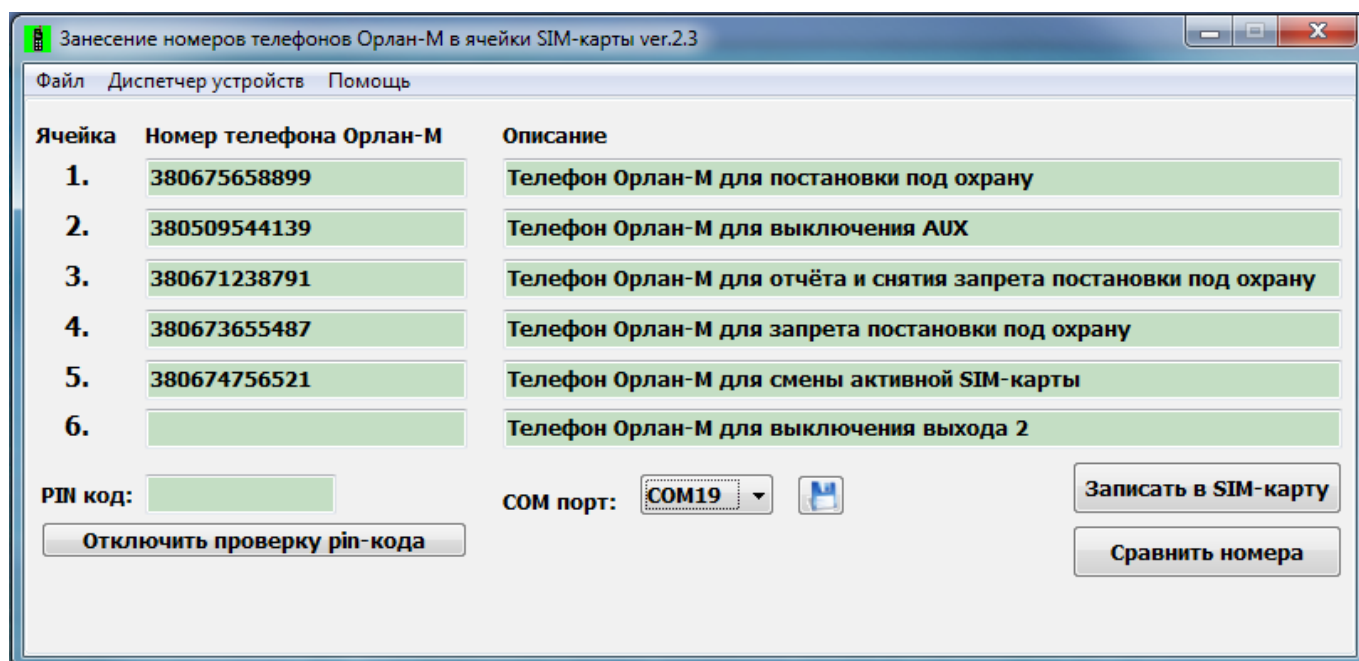 Занесение номеров телефонов Орлан-М в ячейки SIM-карты ver.2.3
Файл Диспетчер устройств Помощь
Ячейка Номер телефона Орлан-М Описание
1. 380675658899 Телефон Орлан-М для постановки под охрану
2. 380509544139 Телефон Орлан-М для выключения AUX
3. 380671238791 Телефон Орлан-М для отчёта и снятия запрета постановки под охрану
4. 380673655487 Телефон Орлан-М для запрета постановки под охрану
5. 380674756521 Телефон Орлан-М для смены активной SIM-карты
6. Телефон Орлан-М для выключения выхода 2
PIN код: COM порт: COM19 Записать в SIM-карту
Отключить проверку pin-кода Сравнить номера